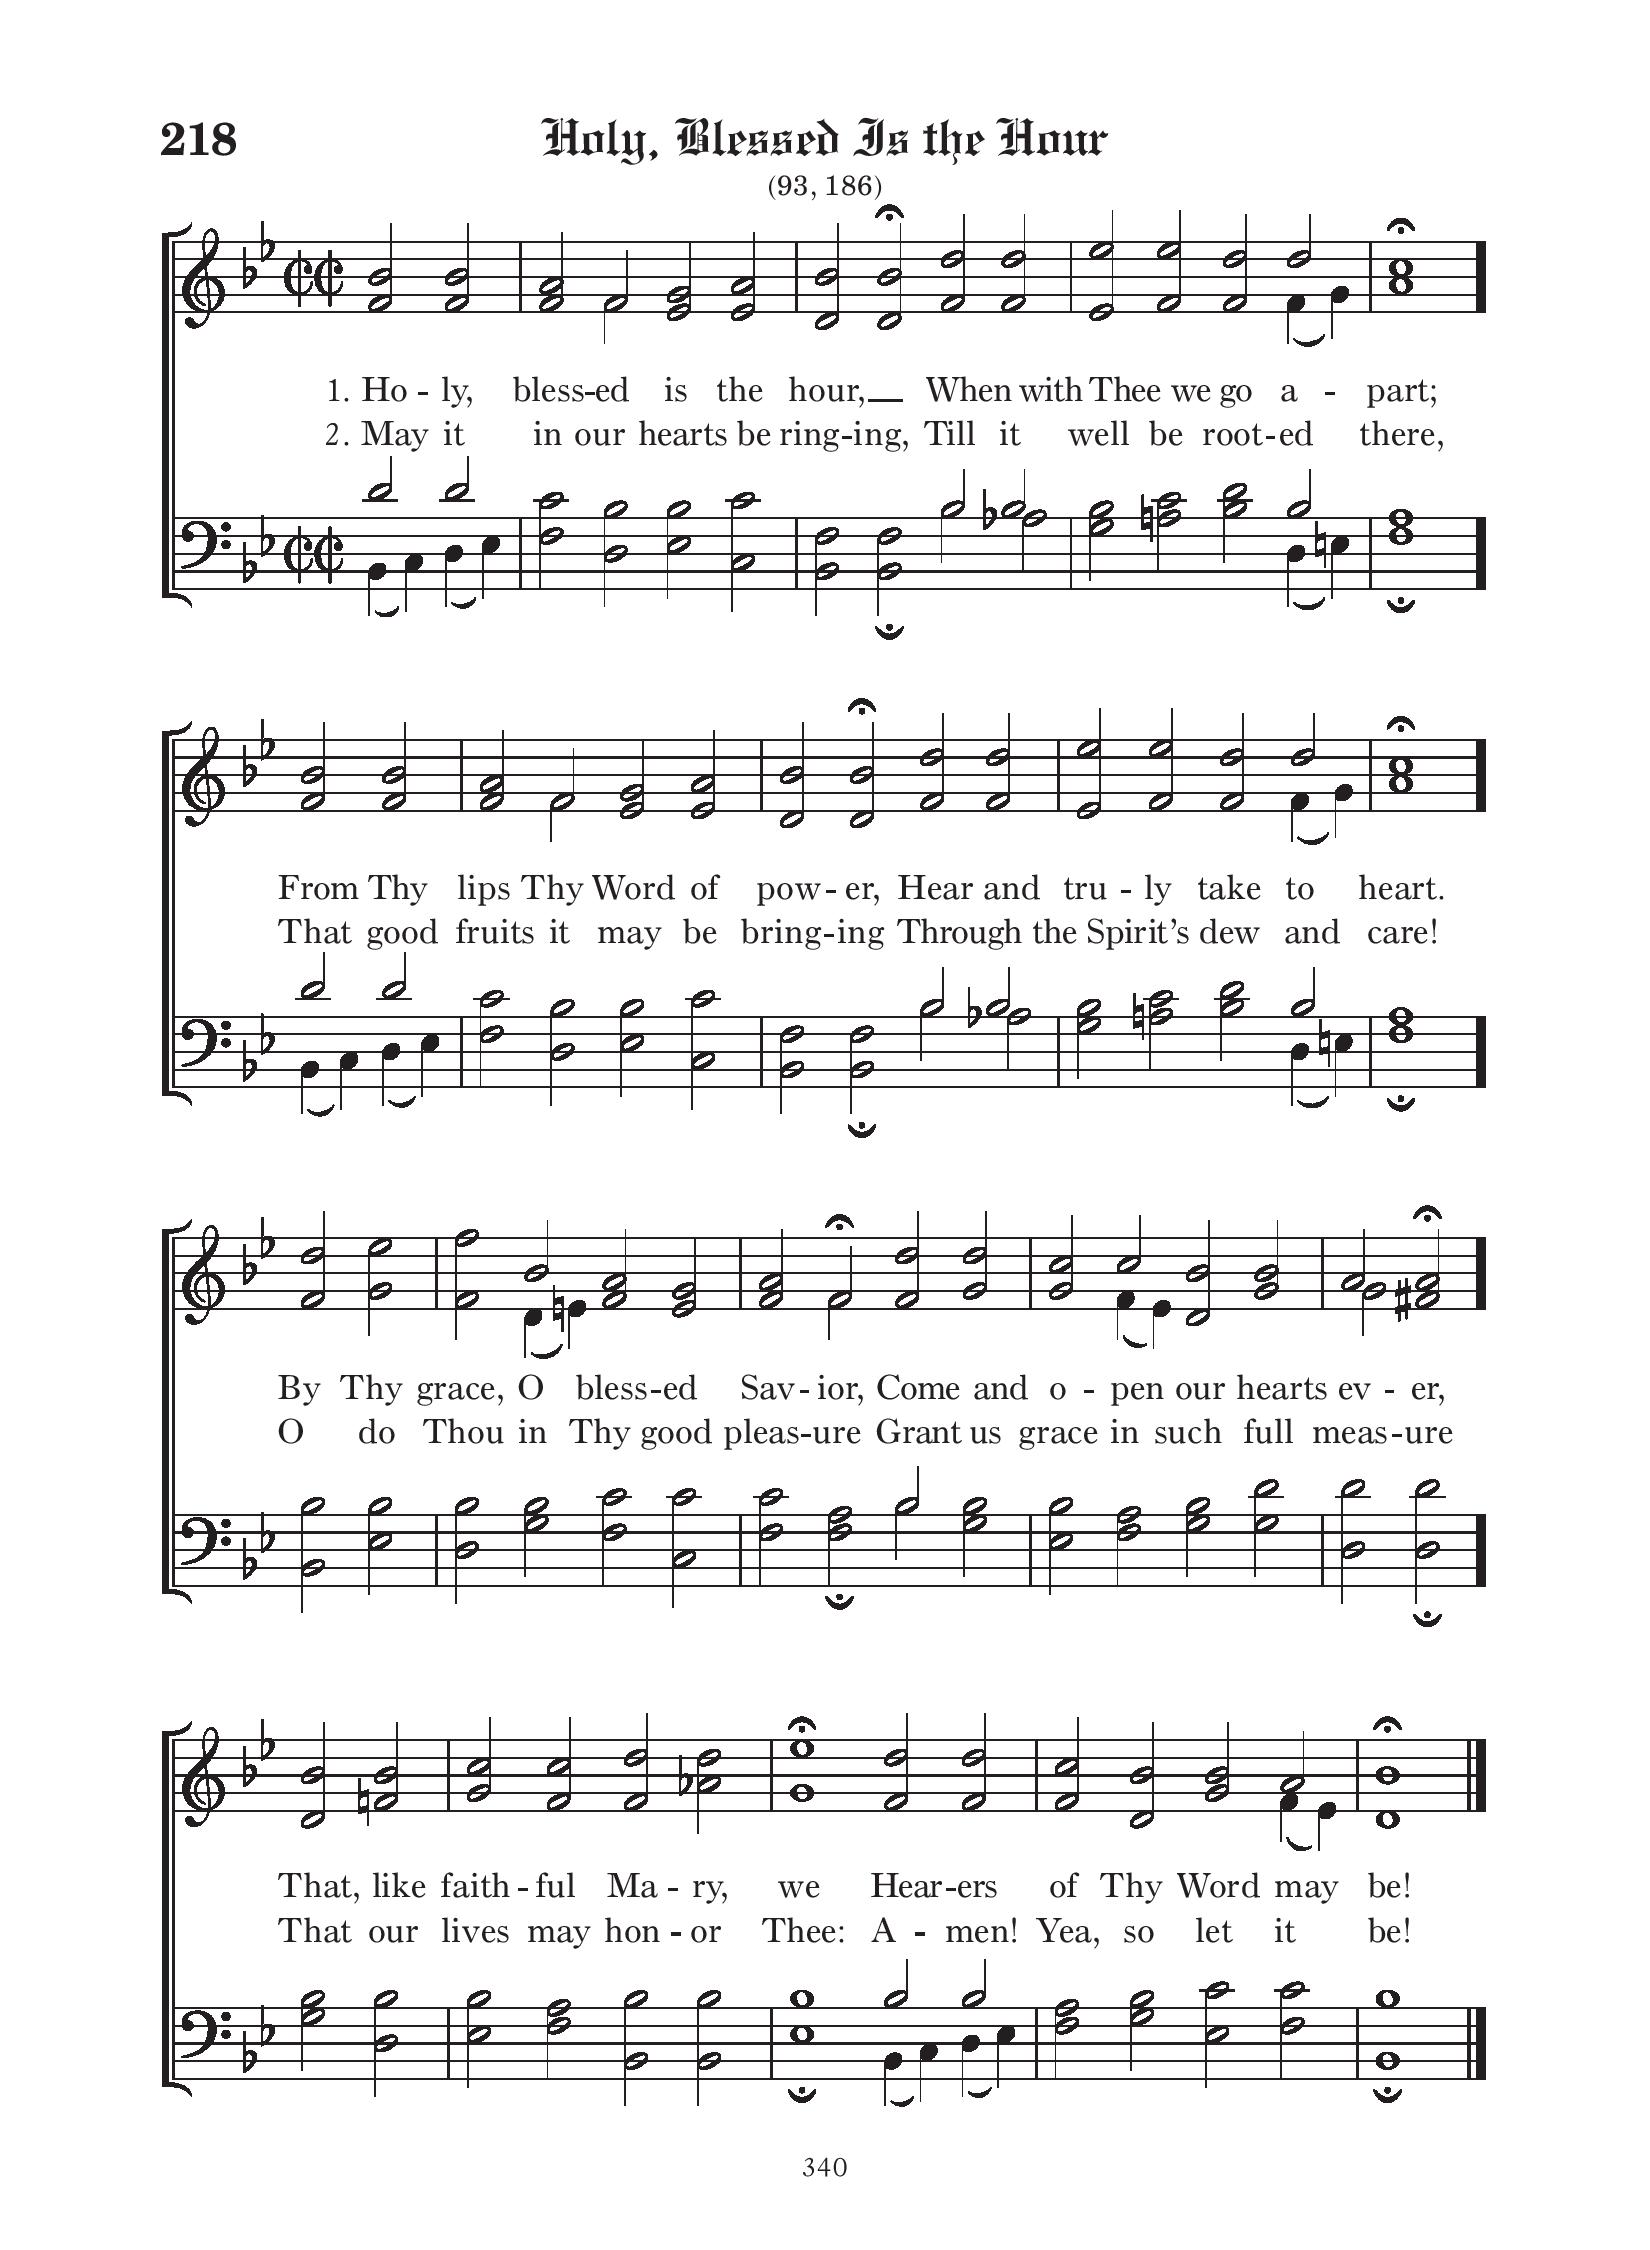 218 Holy, Blessed Is the Hour
(93, 186)
1. Ho - ly, bless-ed is the hour, When with Thee we go a - part;
2. May it in our hearts be ring-ing, Till it well be root-ed there,
From Thy lips Thy Word of pow - er, Hear and tru - ly take to heart.
That good fruits it may be bring-ing Through the Spirit’s dew and care!
By Thy grace, O bless-ed Sav - ior, Come and o - pen our hearts ev - er,
O do Thou in Thy good pleas-ure Grant us grace in such full meas-ure
That, like faith - ful Ma - ry, we Hear-ers of Thy Word may be!
That our lives may hon - or Thee: A - men! Yea, so let it be!
340